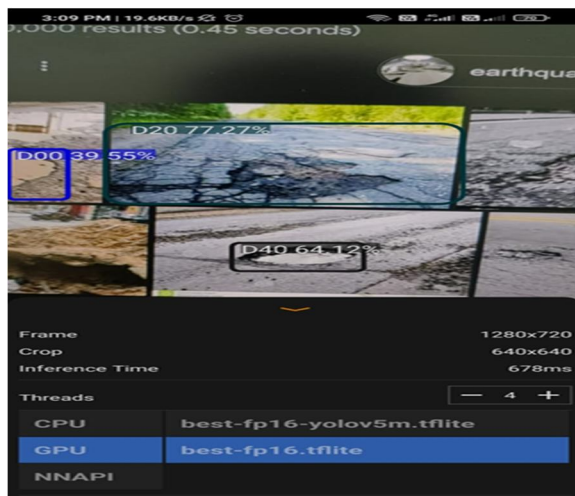 3:09 PM | 19.6KB/s
0.000 results (0.45 seconds)
earthqua
D20 77.27%
D00 39.55%
D40 64.12%
Frame 1280x720
Crop 640x640
Inference Time 678ms
Threads 4
CPU best-fp16-yolov5m.tflite
GPU best-fp16.tflite
NNAPI